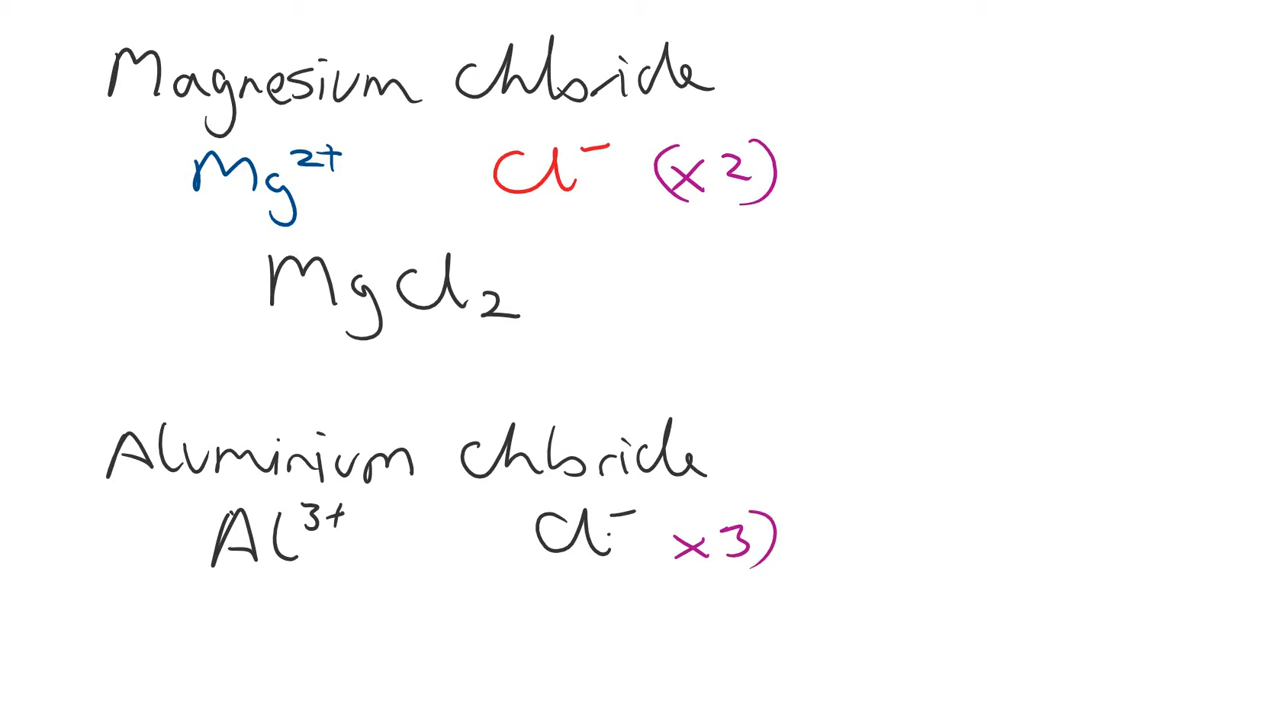 Magnesium chloride
Mg²⁺ Cl⁻ (x2)
MgCl₂
Aluminium chloride
Al³⁺ Cl⁻ x3)